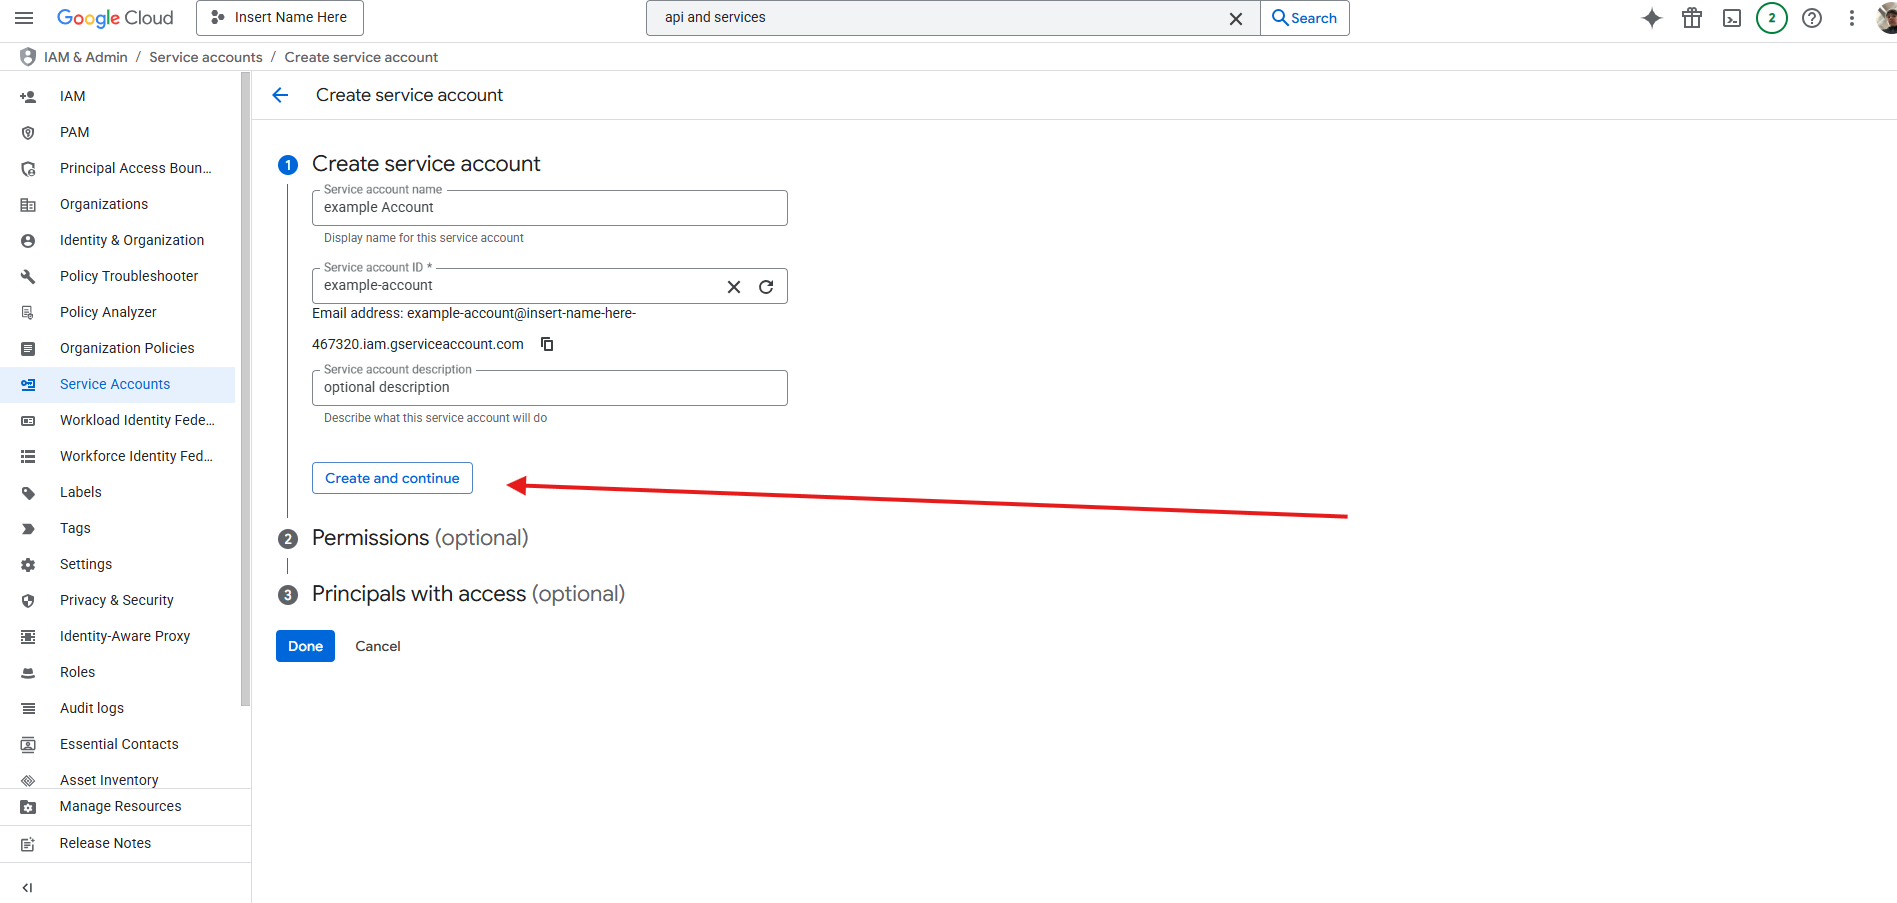 Google Cloud
Insert Name Here
api and services
Search
2
IAM & Admin / Service accounts / Create service account
IAM
PAM
Principal Access Boun...
Organizations
Identity & Organization
Policy Troubleshooter
Policy Analyzer
Organization Policies
Service Accounts
Workload Identity Fede...
Workforce Identity Fed...
Labels
Tags
Settings
Privacy & Security
Identity-Aware Proxy
Roles
Audit logs
Essential Contacts
Asset Inventory
Manage Resources
Release Notes
Create service account
1 Create service account
Service account name
example Account
Display name for this service account
Service account ID *
example-account
Email address: example-account@insert-name-here-
467320.iam.gserviceaccount.com
Service account description
optional description
Describe what this service account will do
Create and continue
2 Permissions (optional)
3 Principals with access (optional)
Done Cancel